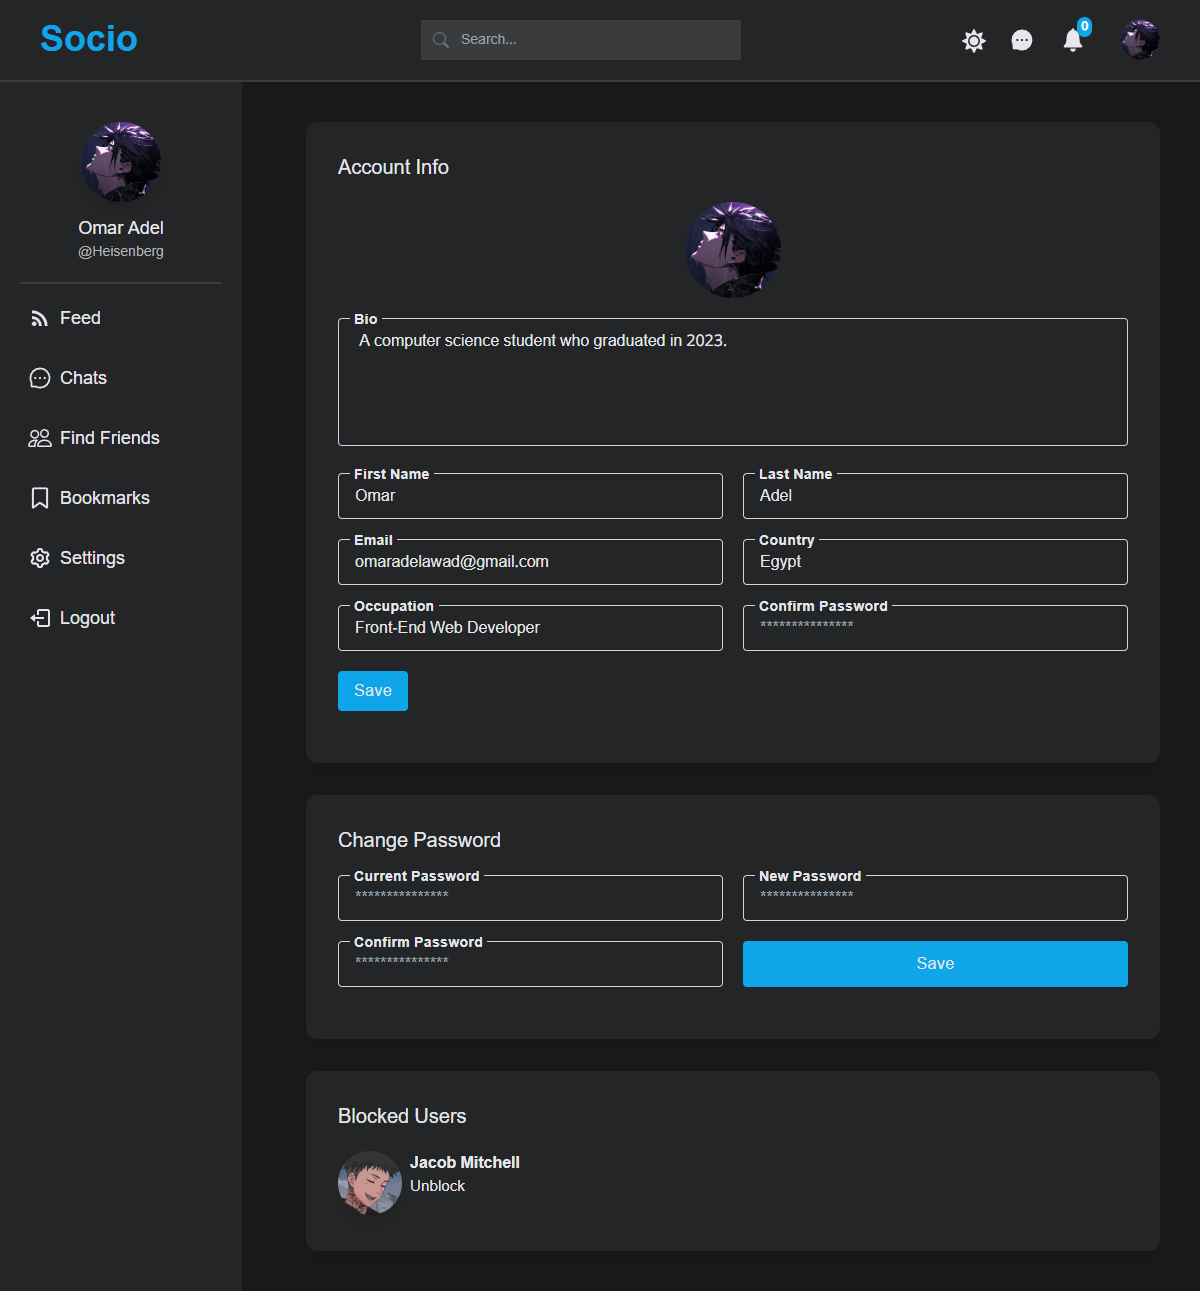 Socio
Search...
0
Omar Adel
@Heisenberg
Feed
Chats
Find Friends
Bookmarks
Settings
Logout
Account Info
Bio
A computer science student who graduated in 2023.
First Name
Omar
Last Name
Adel
Email
omaradelawad@gmail.com
Country
Egypt
Occupation
Front-End Web Developer
Confirm Password
***************
Save
Change Password
Current Password
***************
New Password
***************
Confirm Password
***************
Save
Blocked Users
Jacob Mitchell
Unblock